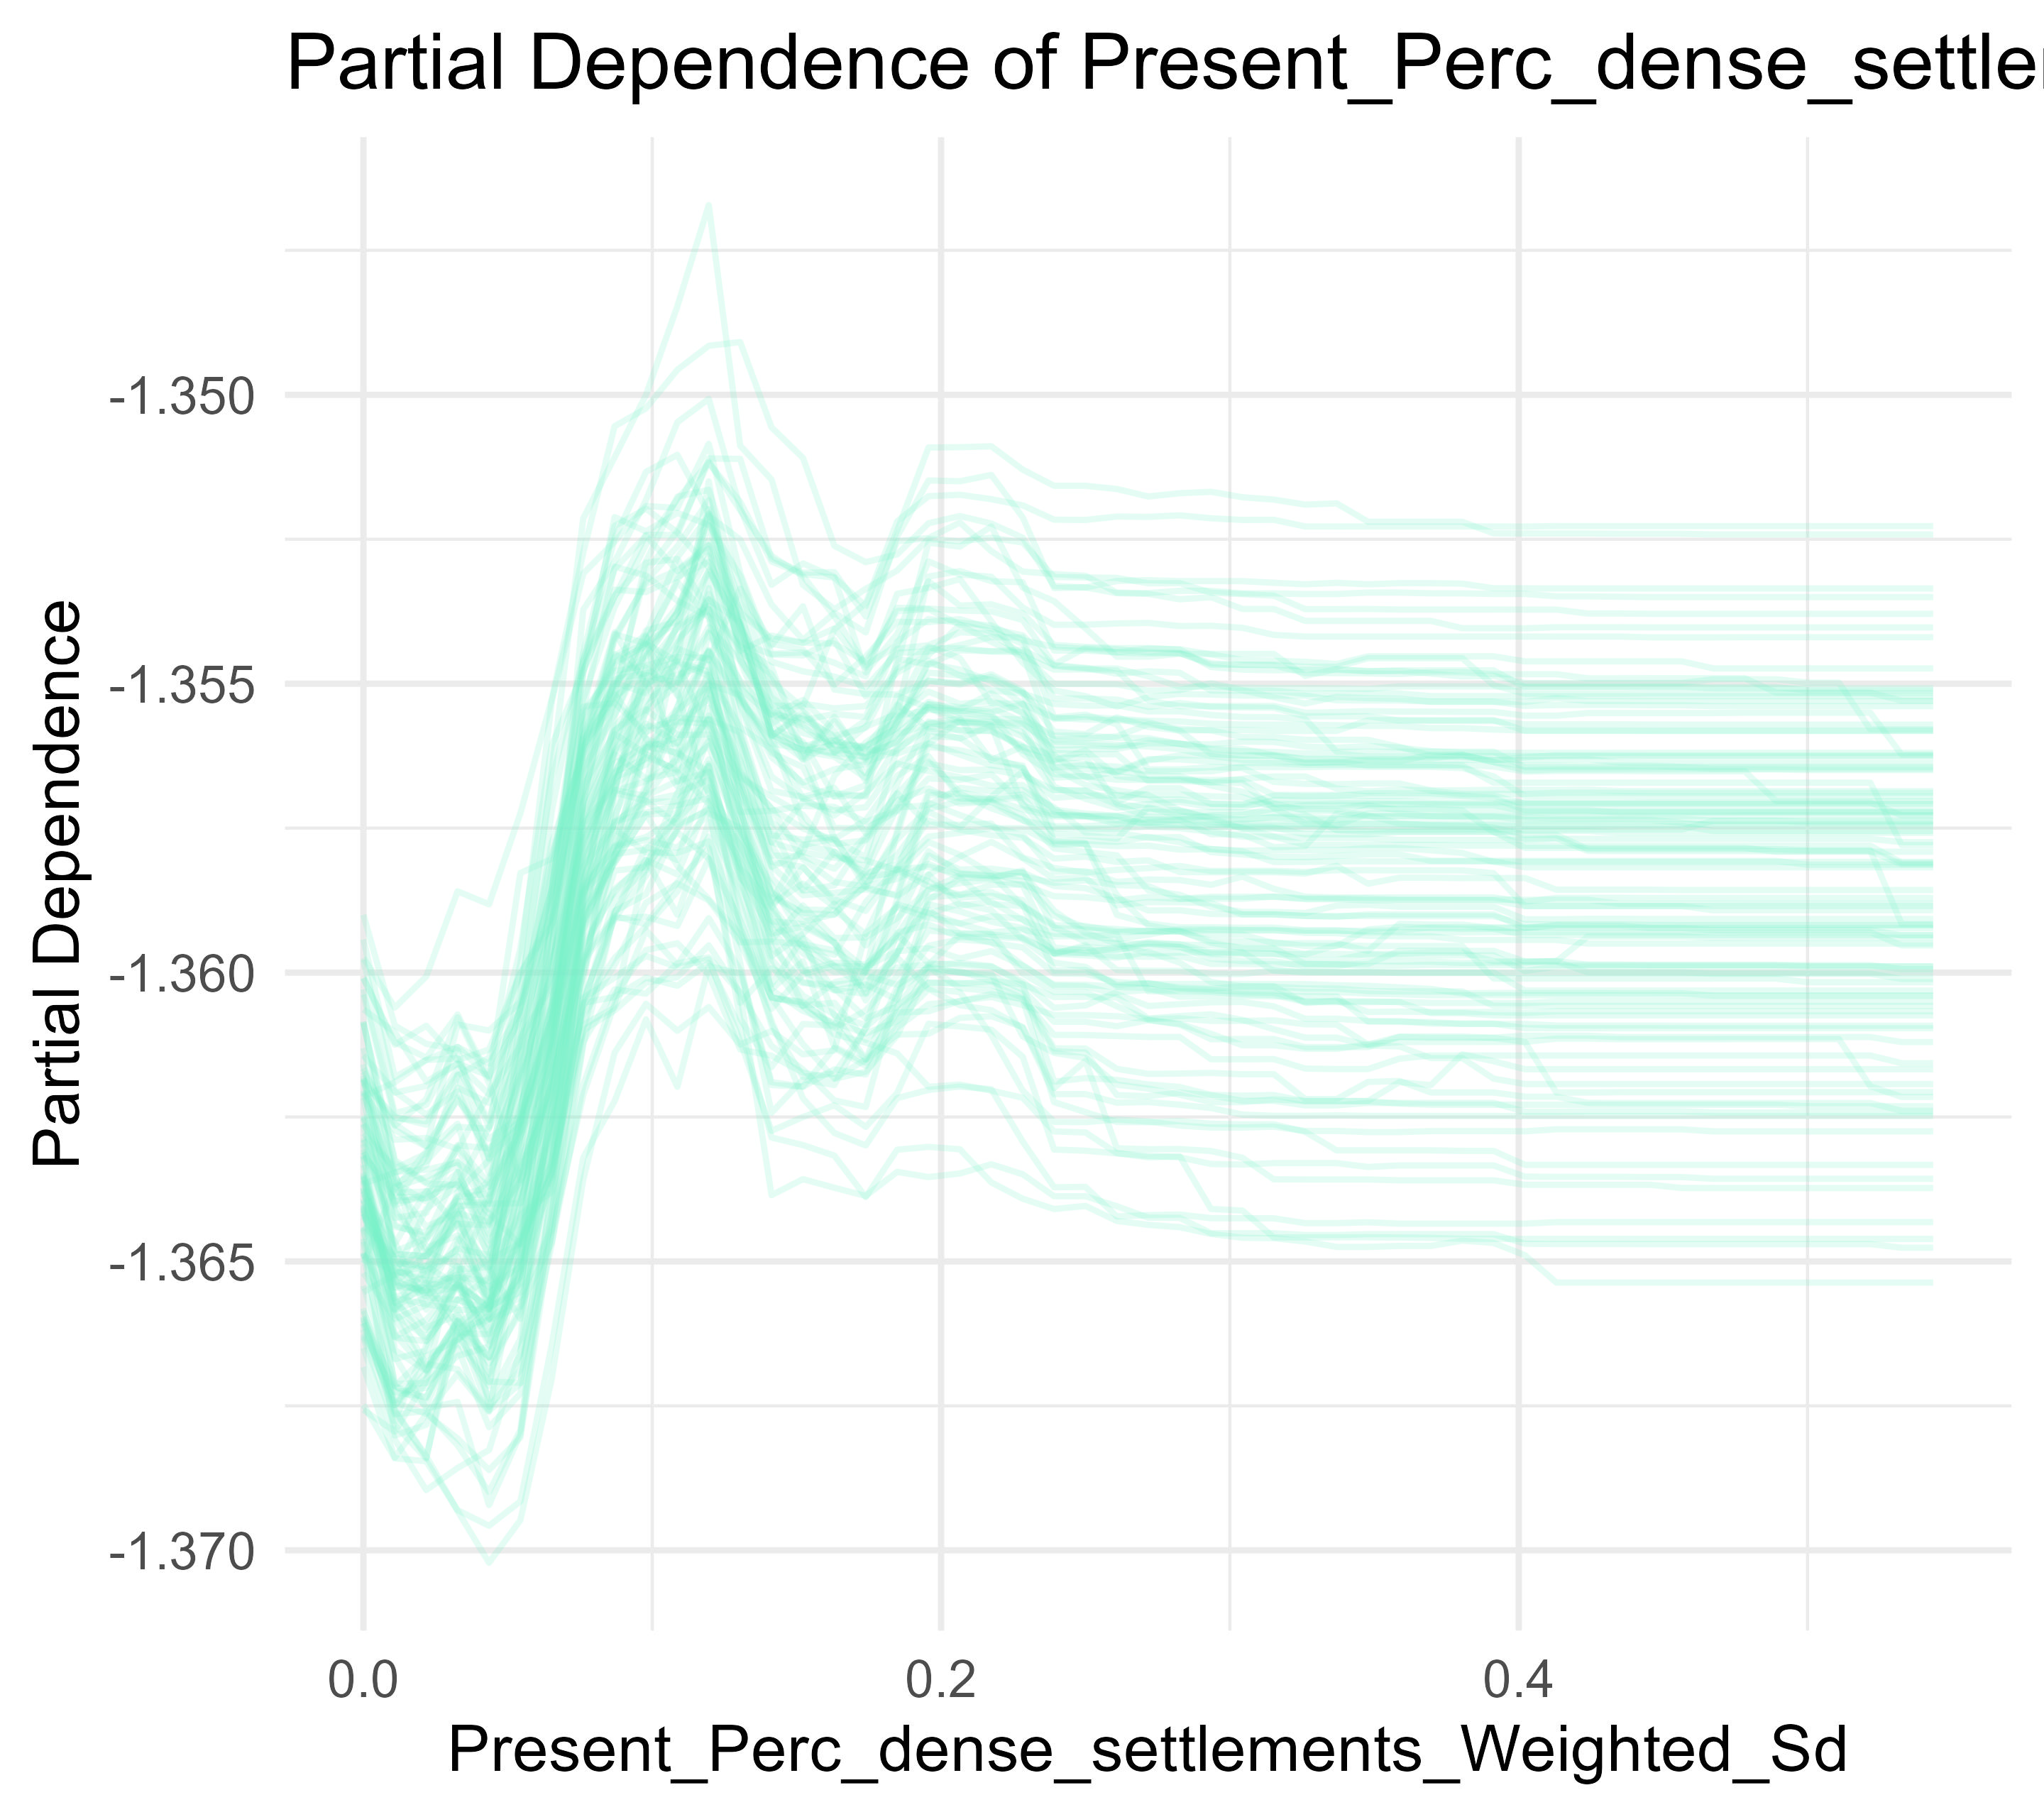 Partial Dependence of Present_Perc_dense_settle
Partial Dependence
-1.350
-1.355
-1.360
-1.365
-1.370
0.0
0.2
0.4
Present_Perc_dense_settlements_Weighted_Sd